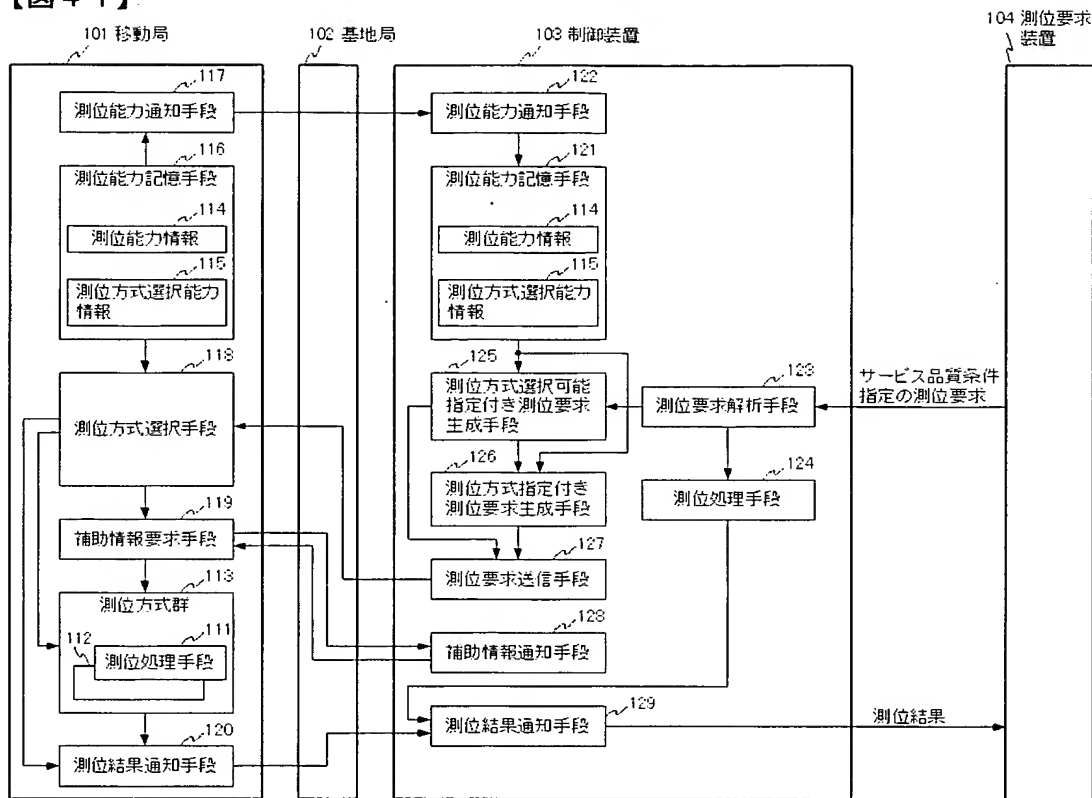 【図41】
101 移動局
102 基地局
103 制御装置
104 測位要求
装置
117
測位能力通知手段
116
測位能力記憶手段
114
測位能力情報
115
測位方式選択能力
情報
118
測位方式選択手段
119
補助情報要求手段
113
測位方式群
112
111
測位処理手段
120
測位結果通知手段
122
測位能力通知手段
121
測位能力記憶手段
114
測位能力情報
115
測位方式選択能力
情報
125
測位方式選択可能
指定付き測位要求
生成手段
123
測位要求解析手段
サービス品質条件
指定の測位要求
126
測位方式指定付き
測位要求生成手段
124
測位処理手段
127
測位要求送信手段
128
補助情報通知手段
129
測位結果通知手段
測位結果